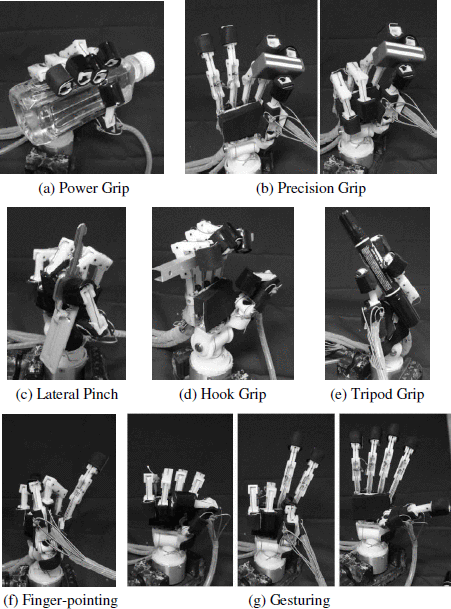 (a) Power Grip
(b) Precision Grip
(c) Lateral Pinch
(d) Hook Grip
(e) Tripod Grip
(f) Finger-pointing
(g) Gesturing